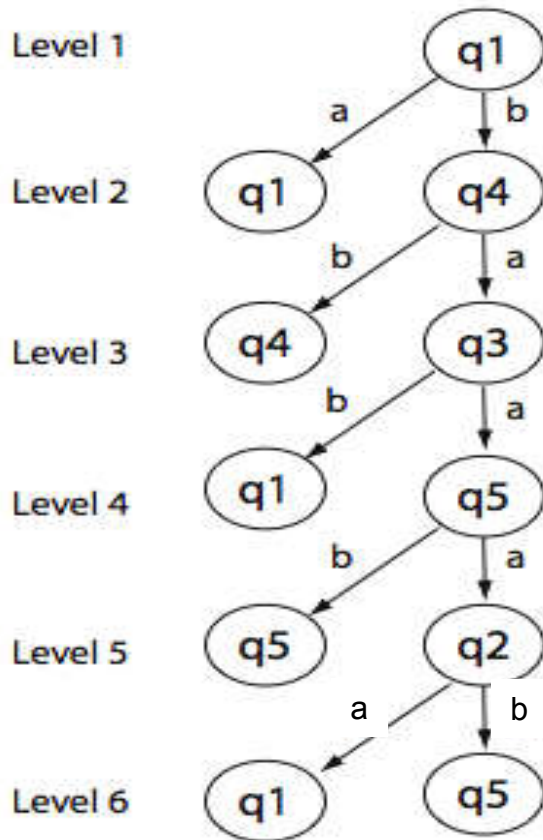 Level 1 q1
a b
Level 2 q1 q4
b a
Level 3 q4 q3
b a
Level 4 q1 q5
b a
Level 5 q5 q2
a b
Level 6 q1 q5